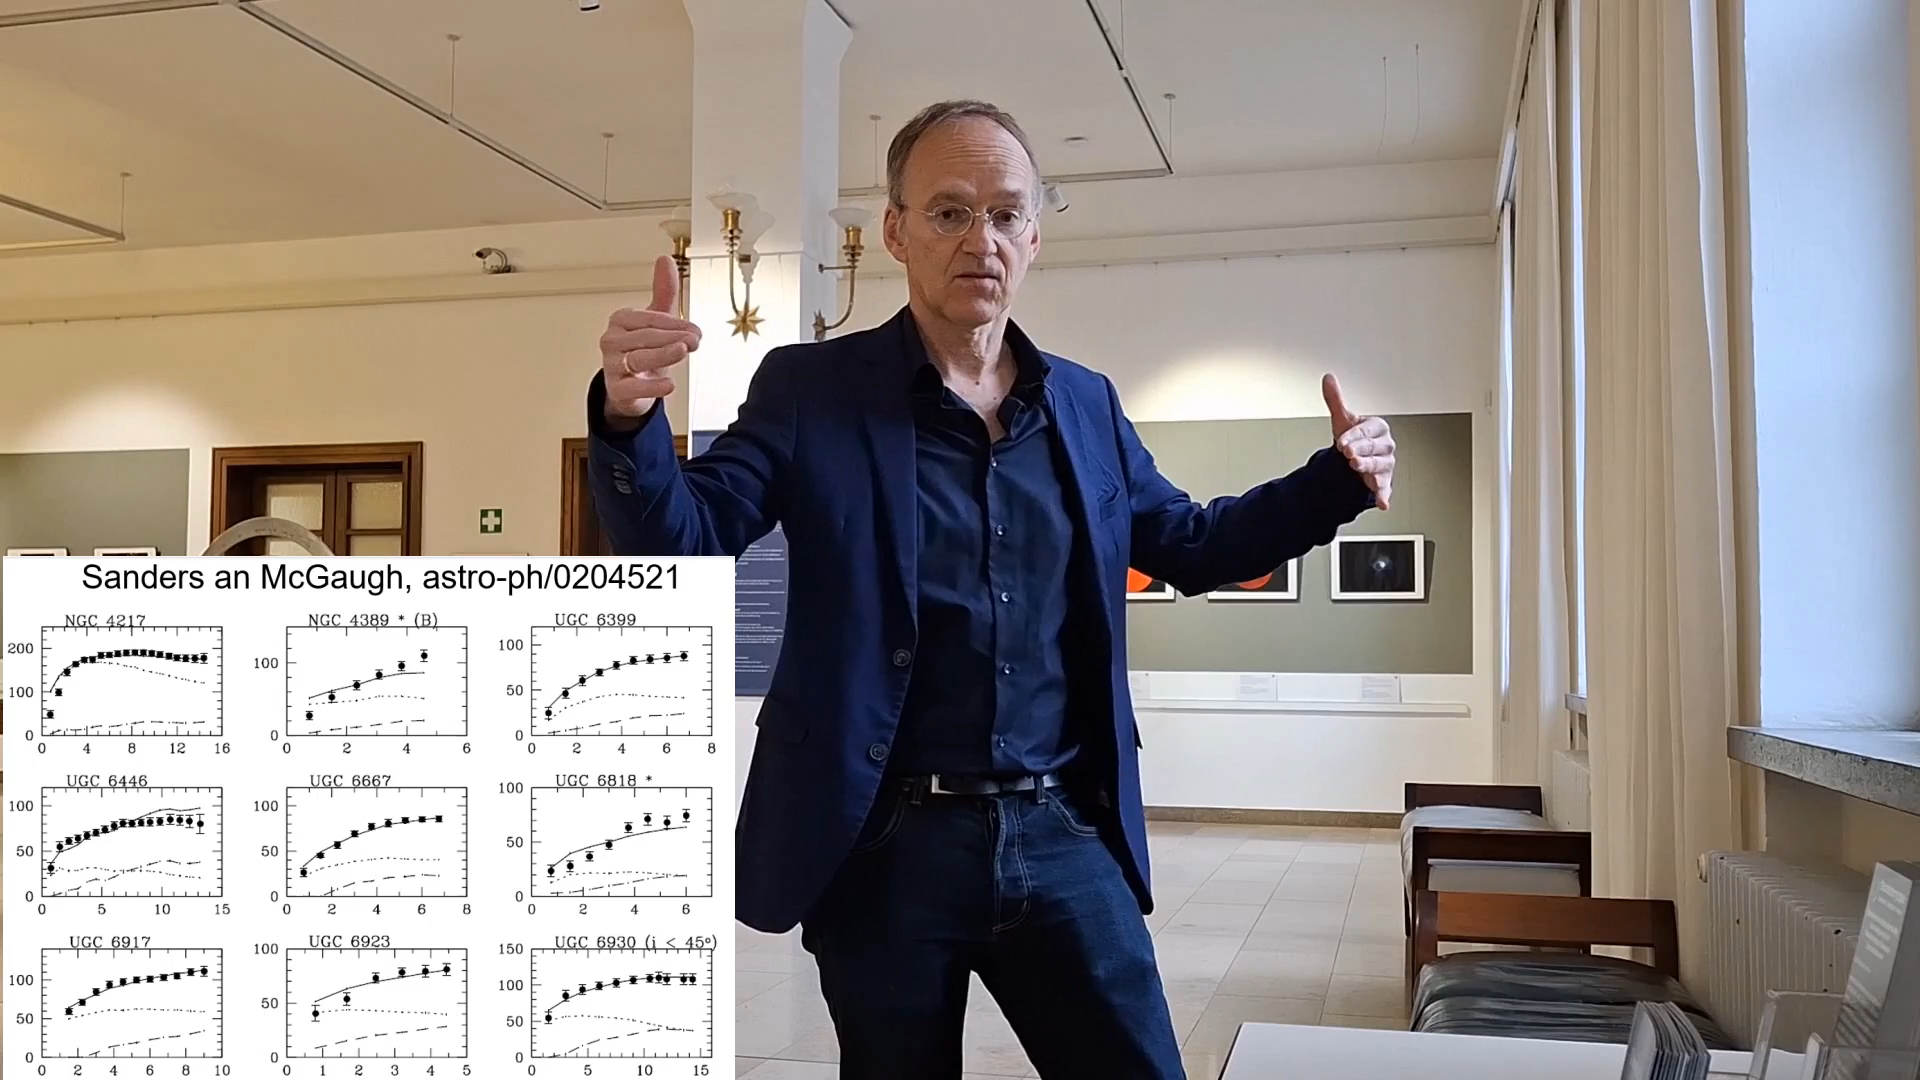 Sanders an McGaugh, astro-ph/0204521
NGC 4217
NGC 4389 * (B)
UGC 6399
200
100
0
0 4 8 12 16
100
0
0 2 4 6
100
50
0
0 2 4 6 8
UGC 6446
UGC 6667
UGC 6818 *
100
50
0
0 5 10 15
100
50
0
0 2 4 6 8
100
50
0
0 2 4 6
UGC 6917
UGC 6923
UGC 6930 (i < 45°)
100
50
0
0 2 4 6 8 10
100
50
0
0 1 2 3 4 5
150
100
50
0
0 5 10 15